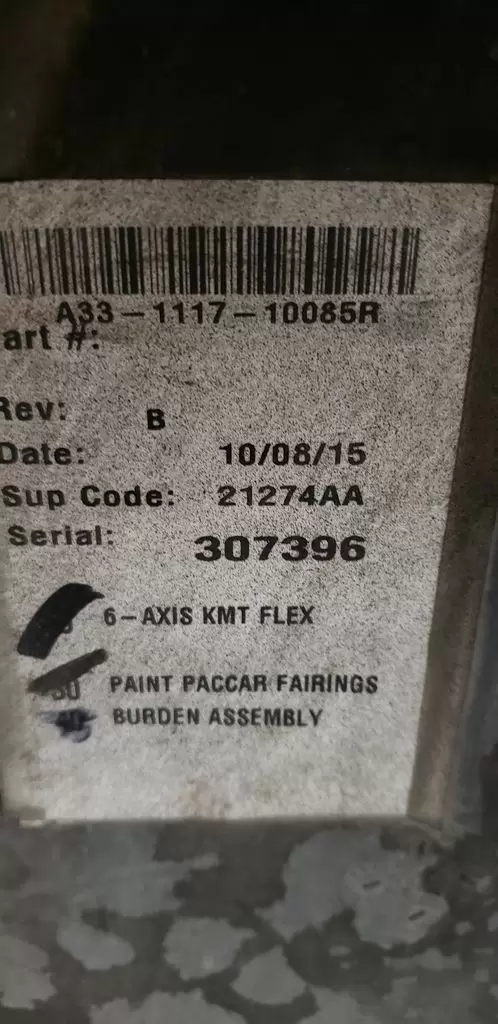 A33-1117-10085R
art #:
Rev: B
Date: 10/08/15
Sup Code: 21274AA
Serial: 307396
6-AXIS KMT FLEX
30 PAINT PACCAR FAIRINGS
BURDEN ASSEMBLY